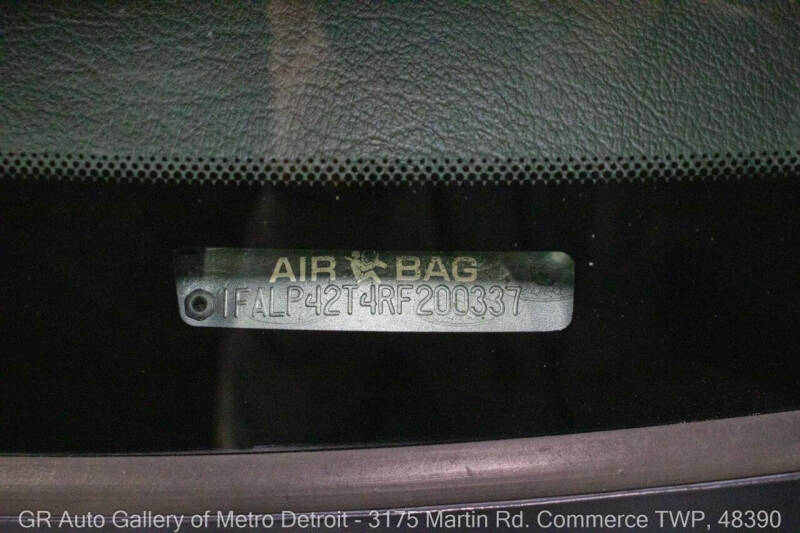 AIR BAG
1FALP42T4RF200337
GR Auto Gallery of Metro Detroit - 3175 Martin Rd. Commerce TWP, 48390